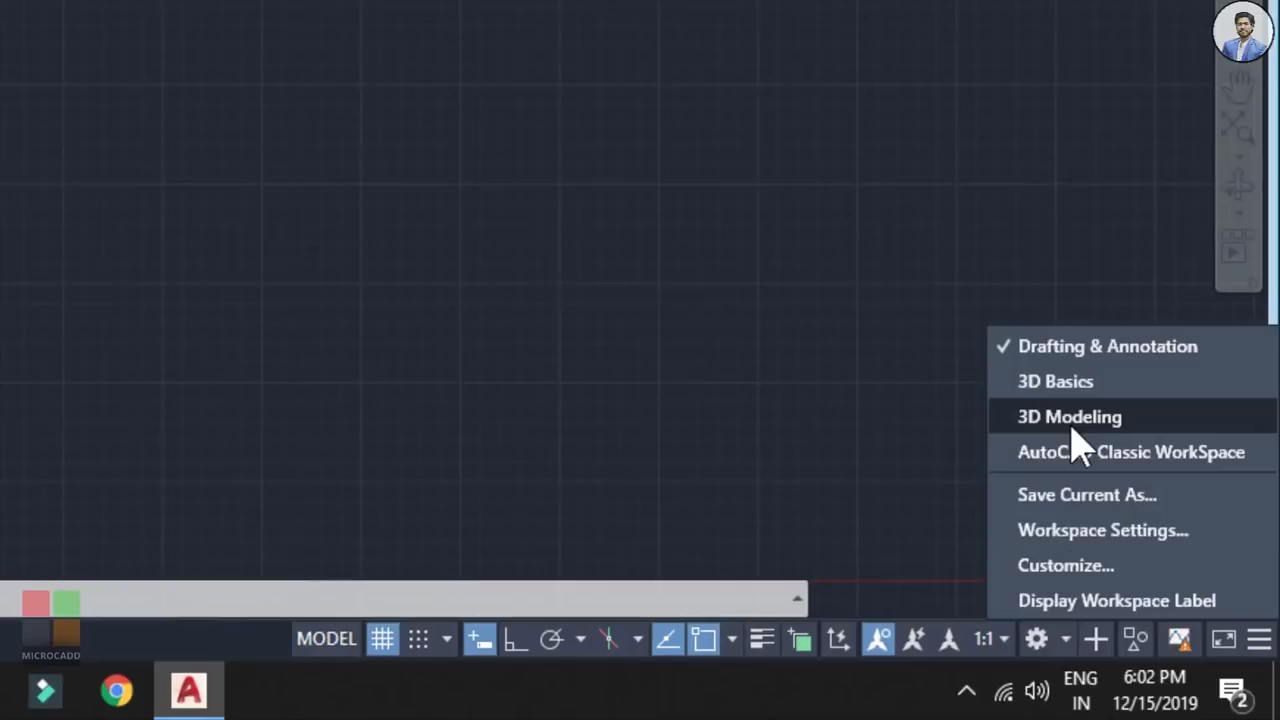 Drafting & Annotation
3D Basics
3D Modeling
AutoC Classic WorkSpace
Save Current As...
Workspace Settings...
Customize...
Display Workspace Label
MODEL
1:1
MICROCADD
ENG
IN
6:02 PM
12/15/2019
2